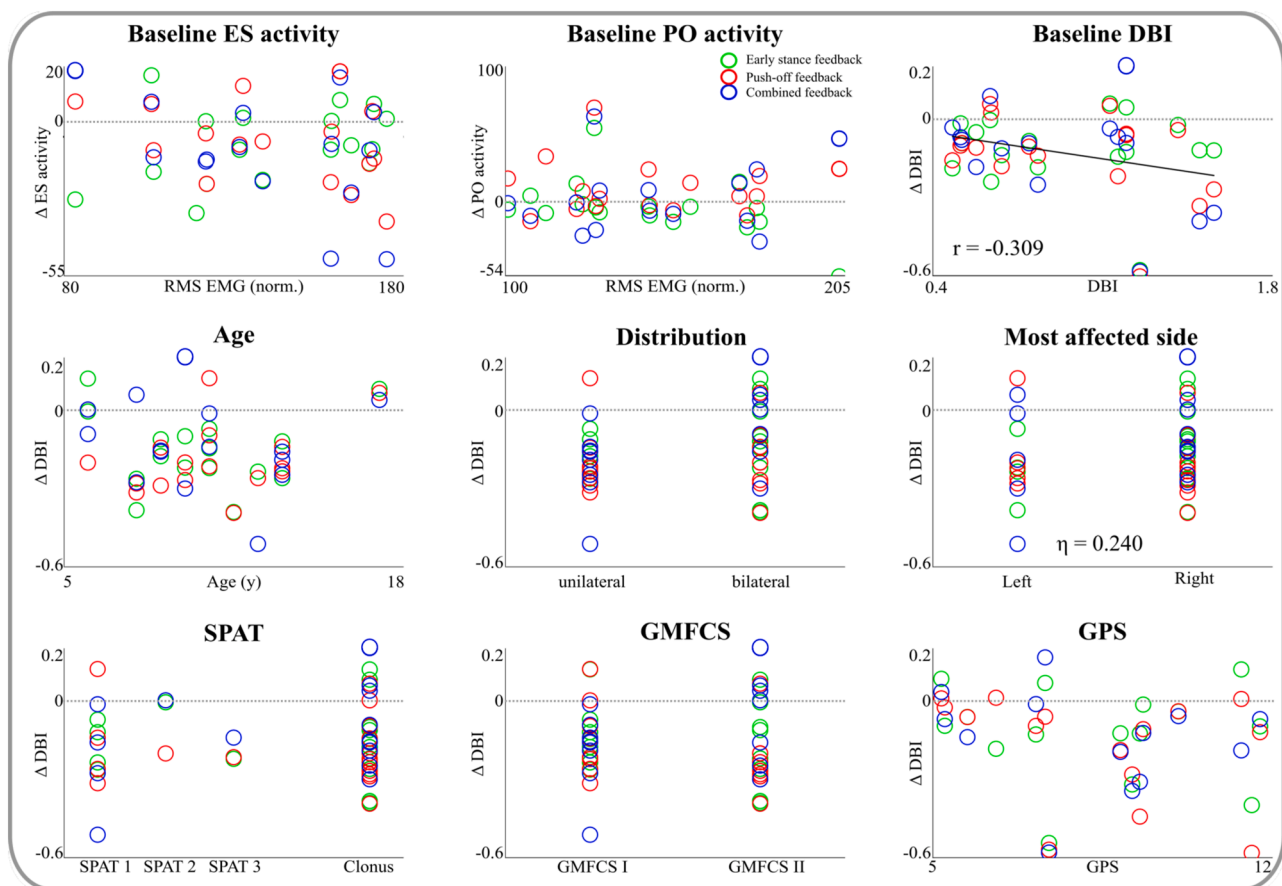 Baseline ES activity
Baseline PO activity
Baseline DBI
Early stance feedback
Push-off feedback
Combined feedback
20
0
-55
Δ ES activity
80
RMS EMG (norm.)
180
100
0
-54
Δ PO activity
100
RMS EMG (norm.)
205
0.2
0
-0.6
Δ DBI
r = -0.309
0.4
DBI
1.8
Age
Distribution
Most affected side
0.2
0
-0.6
Δ DBI
5
Age (y)
18
0.2
0
-0.6
Δ DBI
unilateral
bilateral
0.2
0
-0.6
Δ DBI
η = 0.240
Left
Right
SPAT
GMFCS
GPS
0.2
0
-0.6
Δ DBI
SPAT 1
SPAT 2
SPAT 3
Clonus
0.2
0
-0.6
Δ DBI
GMFCS I
GMFCS II
0.2
0
-0.6
Δ DBI
5
GPS
12